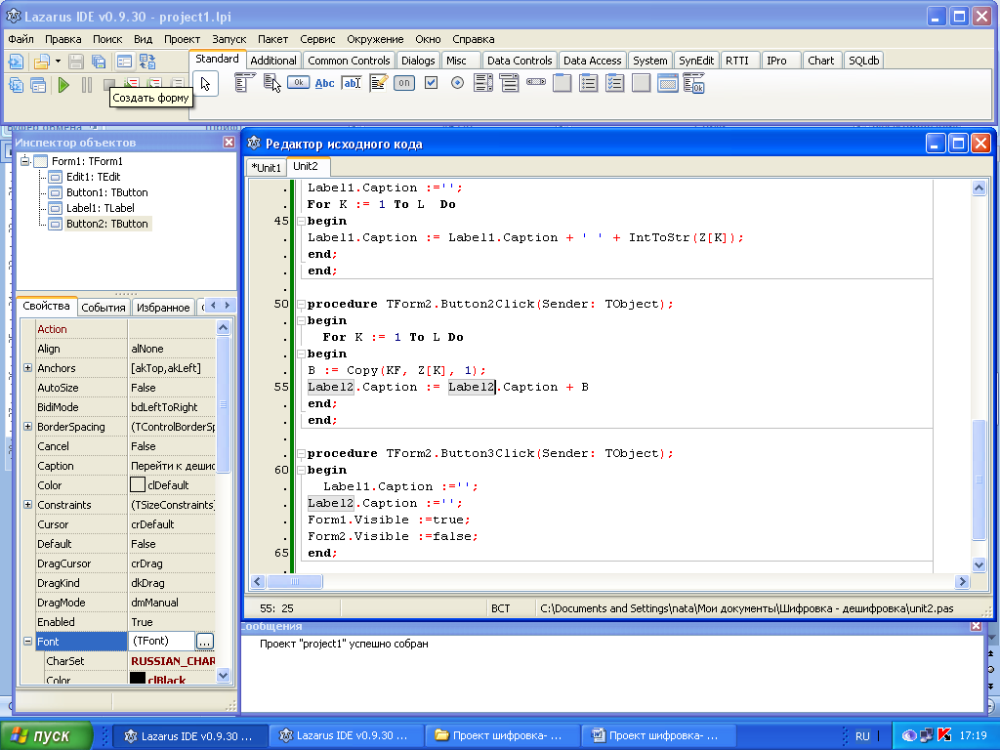 Lazarus IDE v0.9.30 - project1.lpi
Файл Правка Поиск Вид Проект Запуск Пакет Сервис Окружение Окно Справка
Standard Additional Common Controls Dialogs Misc Data Controls Data Access System SynEdit RTTI IPro Chart SQLdb
Ok Abc ab on Ok
Создать форму
Инспектор объектов
Form1: TForm1
Edit1: TEdit
Button1: TButton
Label1: TLabel
Button2: TButton
Свойства События Избранное
Action
Align alNone
Anchors [akTop,akLeft]
AutoSize False
BidiMode bdLeftToRight
BorderSpacing (TControlBorderSp
Cancel False
Caption Перейти к дешис
Color clDefault
Constraints (TSizeConstraints)
Cursor crDefault
Default False
DragCursor crDrag
DragKind dkDrag
DragMode dmManual
Enabled True
Font (TFont) ...
CharSet RUSSIAN_CHAR
Color clBlack
Редактор исходного кода
*Unit1 Unit2
. Label1.Caption :='';
. For K := 1 To L Do
45 begin
. Label1.Caption := Label1.Caption + ' ' + IntToStr(Z[K]);
. end;
. end;
.
50 procedure TForm2.Button2Click(Sender: TObject);
. begin
. For K := 1 To L Do
. begin
. B := Copy(KF, Z[K], 1);
55 Label2.Caption := Label2.Caption + B
. end;
. end;
.
. procedure TForm2.Button3Click(Sender: TObject);
60 begin
. Label1.Caption :='';
. Label2.Caption :='';
. Form1.Visible :=true;
. Form2.Visible :=false;
65 end;
55: 25 ВСТ C:\Documents and Settings\nata\Мои документы\Шифровка - дешифровка\unit2.pas
ообщения
Проект "project1" успешно собран
пуск Lazarus IDE v0.9.30 ... Lazarus IDE v0.9.30 ... Проект шифровка- ... Проект шифровка- ... RU 17:19